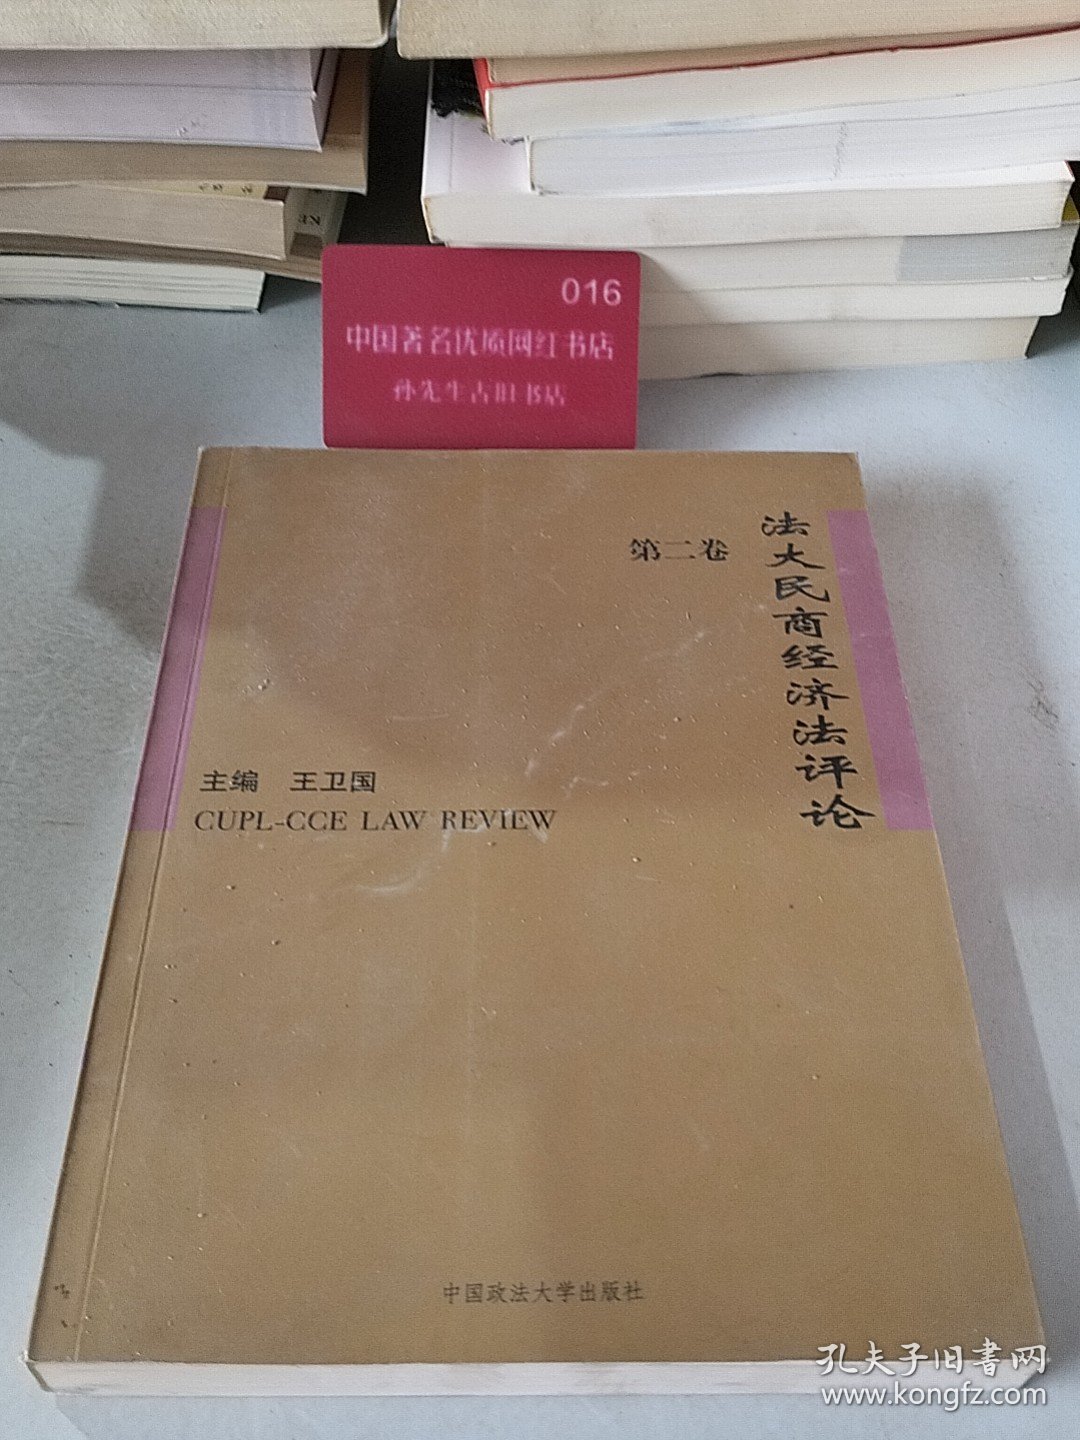 016
中国著名优质网红书店
孙先生古旧书店
法大民商经济法评论
第二卷
主编 王卫国
CUPL-CCE LAW REVIEW
中国政法大学出版社
孔夫子旧書网
www.kongfz.com